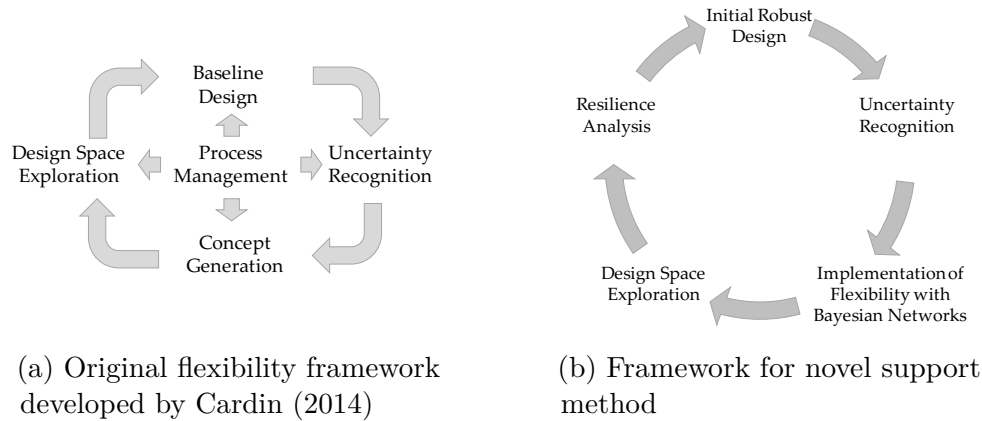 Baseline
Design
Design Space
Exploration
Process
Management
Uncertainty
Recognition
Concept
Generation
(a) Original flexibility framework
developed by Cardin (2014)
Initial Robust
Design
Resilience
Analysis
Uncertainty
Recognition
Design Space
Exploration
Implementation of
Flexibility with
Bayesian Networks
(b) Framework for novel support
method